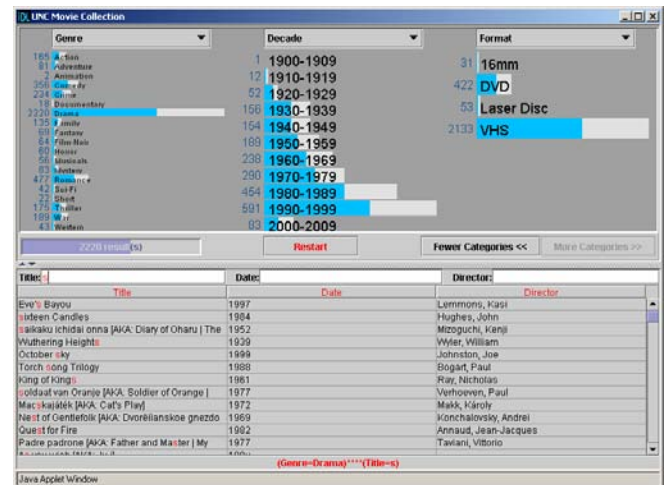 UNC Movie Collection
Genre Decade Format
165 Action
81 Adventure
2 Animation
356 Comedy
234 Crime
18 Documentary
2220 Drama
135 Family
69 Fantasy
64 Film-Noir
60 Horror
56 Musicals
83 Mystery
477 Romance
42 Sci-Fi
22 Short
175 Thriller
189 War
43 Western
1 1900-1909
12 1910-1919
52 1920-1929
156 1930-1939
154 1940-1949
189 1950-1959
238 1960-1969
290 1970-1979
454 1980-1989
591 1990-1999
83 2000-2009
31 16mm
422 DVD
53 Laser Disc
2133 VHS
2220 result(s) Restart Fewer Categories << More Categories >>
Title: s Date: Director:
Title Date Director
Eve's Bayou 1997 Lemmons, Kasi
sixteen Candles 1984 Hughes, John
saikaku ichidai onna [AKA: Diary of Oharu | The 1952 Mizoguchi, Kenji
Wuthering Heights 1939 Wyler, William
October sky 1999 Johnston, Joe
Torch song Trilogy 1988 Bogart, Paul
King of Kings 1961 Ray, Nicholas
soldaat van Oranje [AKA: Soldier of Orange | 1977 Verhoeven, Paul
Macskajáték [AKA: Cat's Play] 1972 Makk, Károly
Nest of Gentlefolk [AKA: Dvorëiianskoe gnezdo 1969 Konchalovsky, Andrei
Quest for Fire 1982 Annaud, Jean-Jacques
Padre padrone [AKA: Father and Master | My 1977 Taviani, Vittorio
(Genre=Drama)****(Title=s)
Java Applet Window